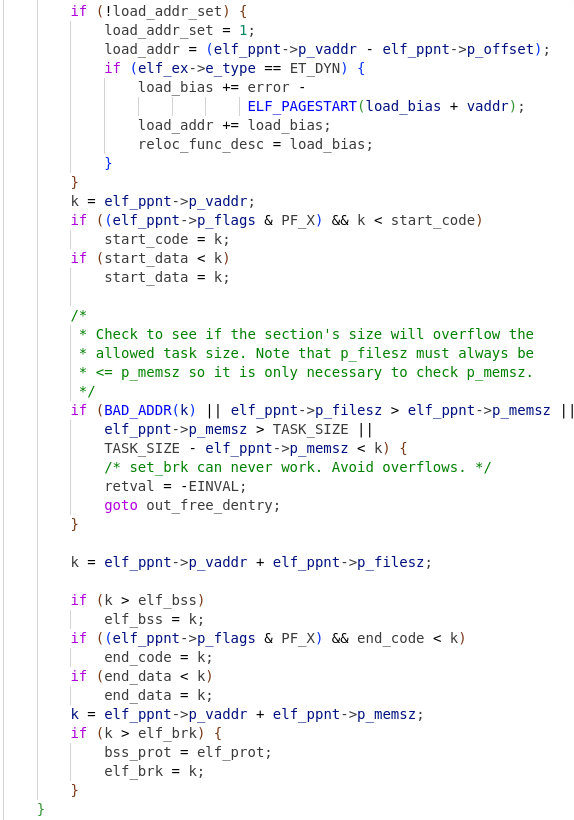 if (!load_addr_set) {
load_addr_set = 1;
load_addr = (elf_ppnt->p_vaddr - elf_ppnt->p_offset);
if (elf_ex->e_type == ET_DYN) {
load_bias += error -
ELF_PAGESTART(load_bias + vaddr);
load_addr += load_bias;
reloc_func_desc = load_bias;
}
}
k = elf_ppnt->p_vaddr;
if ((elf_ppnt->p_flags & PF_X) && k < start_code)
start_code = k;
if (start_data < k)
start_data = k;
/*
* Check to see if the section's size will overflow the
* allowed task size. Note that p_filesz must always be
* <= p_memsz so it is only necessary to check p_memsz.
*/
if (BAD_ADDR(k) || elf_ppnt->p_filesz > elf_ppnt->p_memsz ||
elf_ppnt->p_memsz > TASK_SIZE ||
TASK_SIZE - elf_ppnt->p_memsz < k) {
/* set_brk can never work. Avoid overflows. */
retval = -EINVAL;
goto out_free_dentry;
}
k = elf_ppnt->p_vaddr + elf_ppnt->p_filesz;
if (k > elf_bss)
elf_bss = k;
if ((elf_ppnt->p_flags & PF_X) && end_code < k)
end_code = k;
if (end_data < k)
end_data = k;
k = elf_ppnt->p_vaddr + elf_ppnt->p_memsz;
if (k > elf_brk) {
bss_prot = elf_prot;
elf_brk = k;
}
}